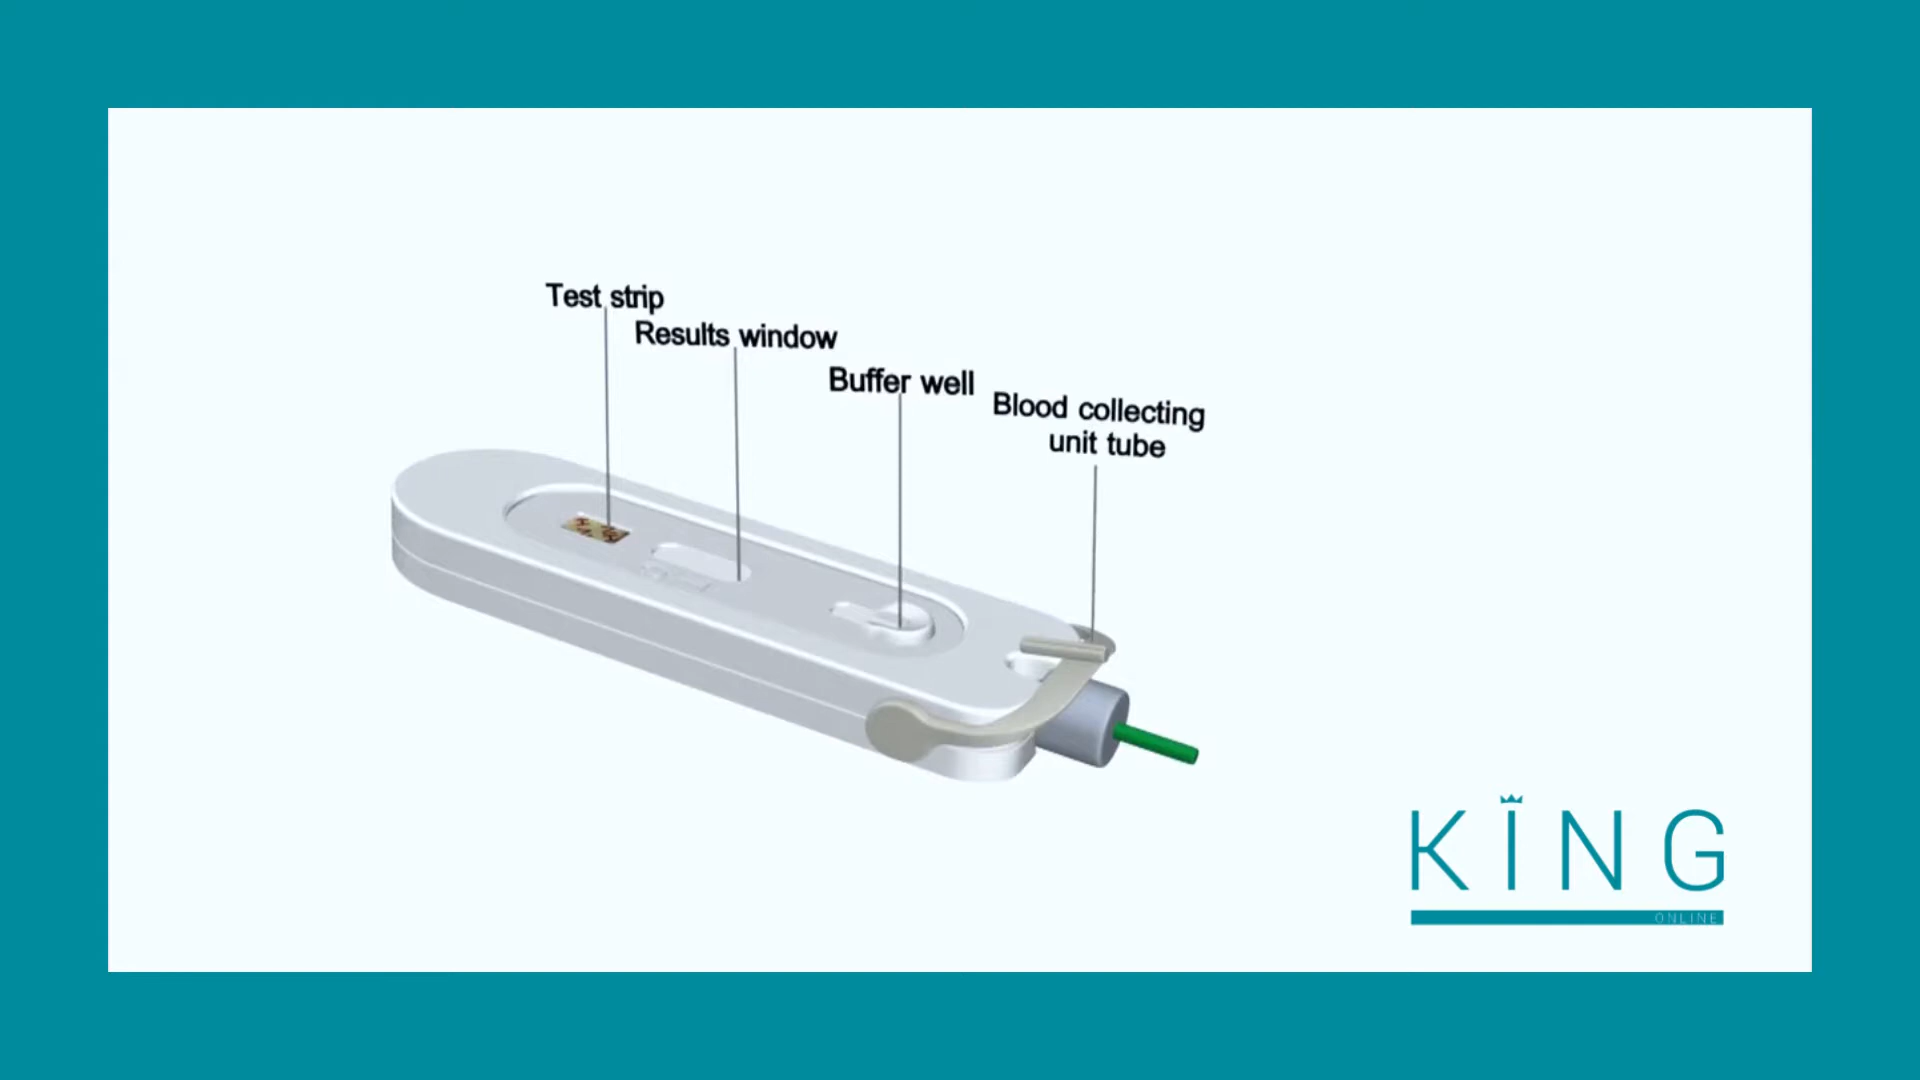 Test strip
Results window
Buffer well
Blood collecting
unit tube
KING
ONLINE